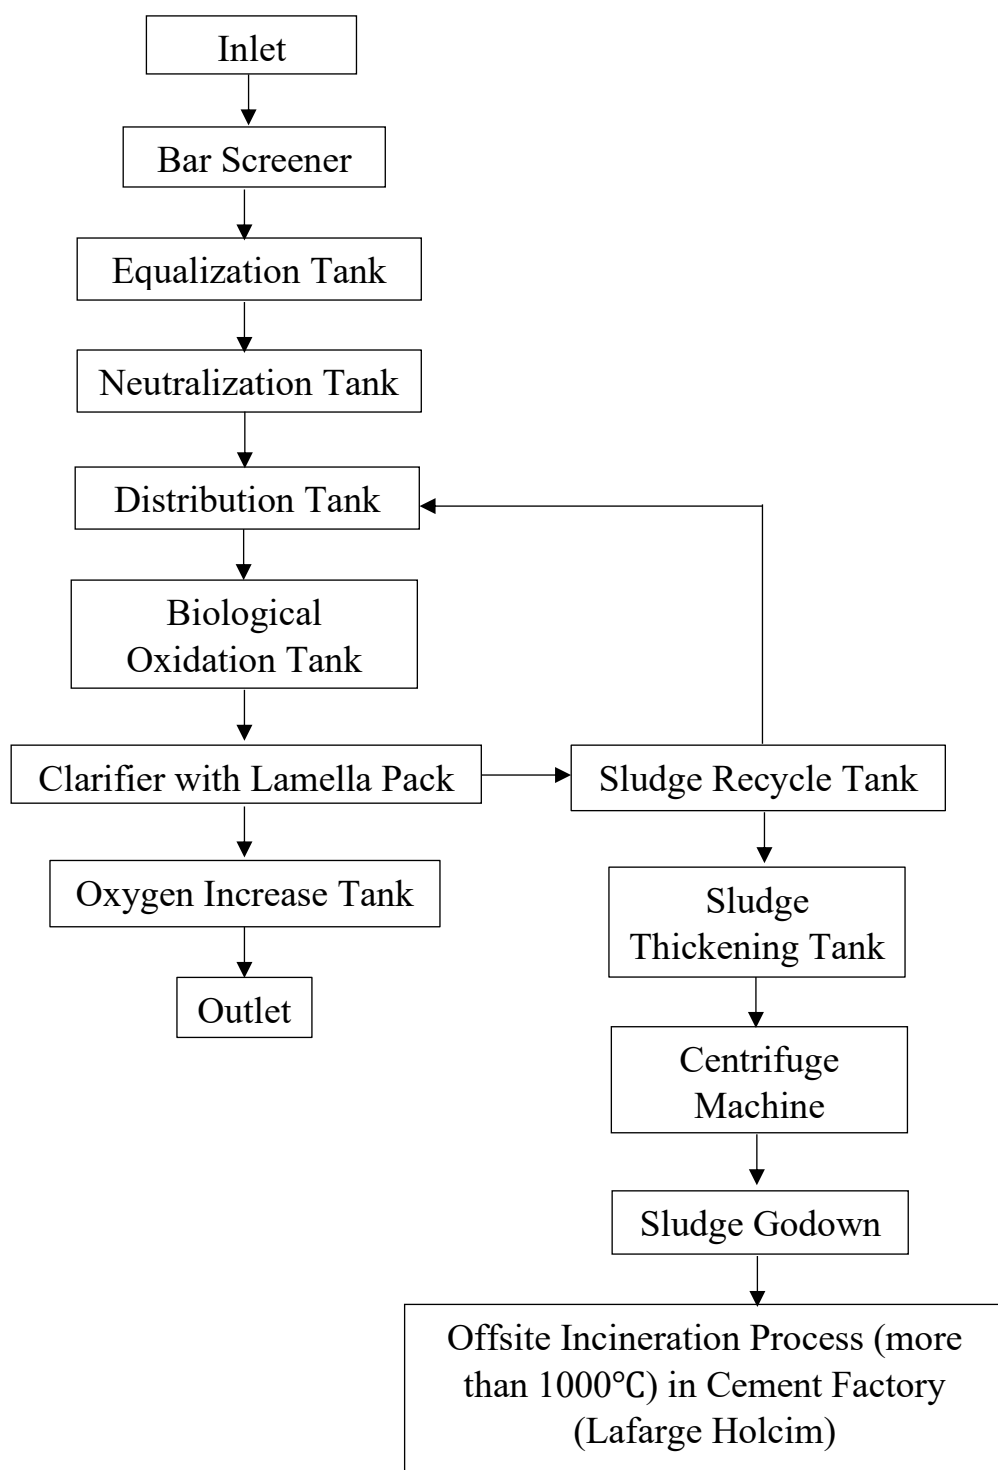 Inlet
Bar Screener
Equalization Tank
Neutralization Tank
Distribution Tank
Biological
Oxidation Tank
Clarifier with Lamella Pack
Sludge Recycle Tank
Oxygen Increase Tank
Outlet
Sludge
Thickening Tank
Centrifuge
Machine
Sludge Godown
Offsite Incineration Process (more
than 1000℃) in Cement Factory
(Lafarge Holcim)